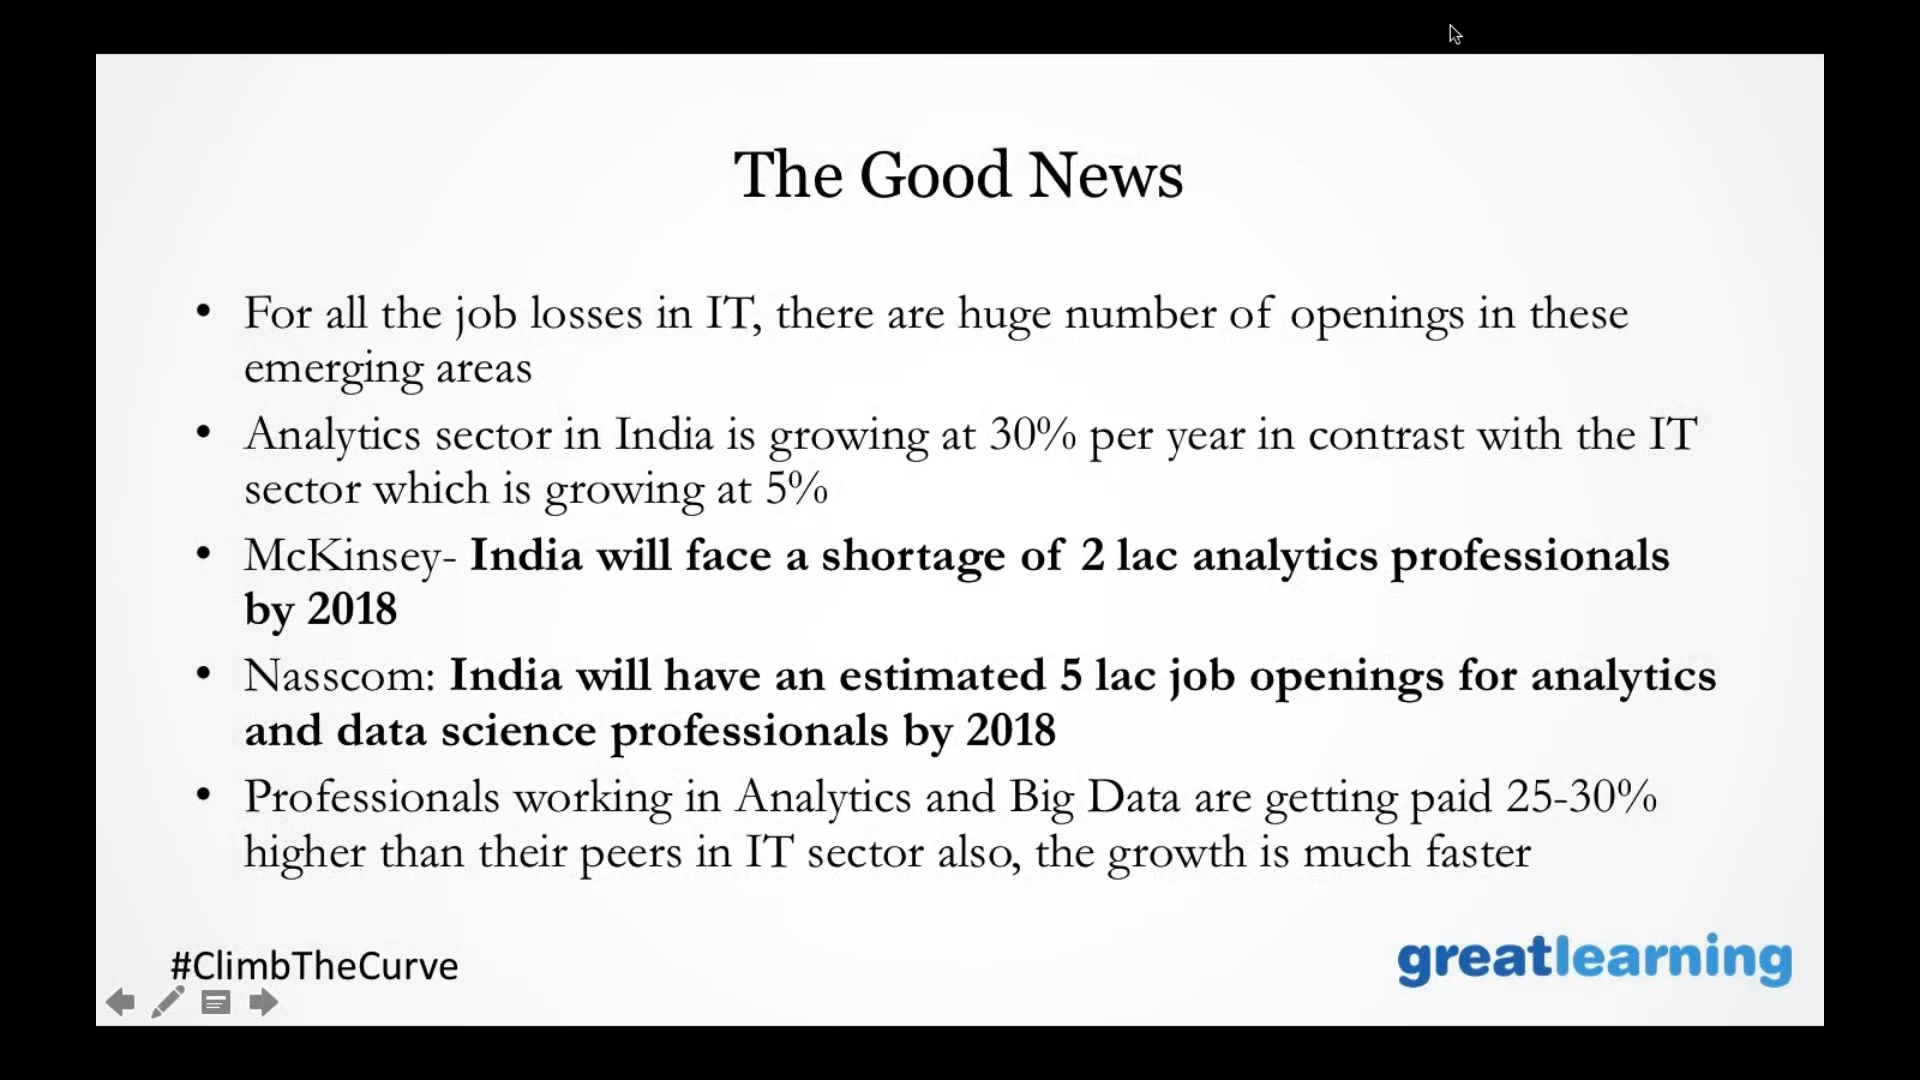 The Good News
• For all the job losses in IT, there are huge number of openings in these
emerging areas
• Analytics sector in India is growing at 30% per year in contrast with the IT
sector which is growing at 5%
• McKinsey- India will face a shortage of 2 lac analytics professionals
by 2018
• Nasscom: India will have an estimated 5 lac job openings for analytics
and data science professionals by 2018
• Professionals working in Analytics and Big Data are getting paid 25-30%
higher than their peers in IT sector also, the growth is much faster
#ClimbTheCurve
greatlearning